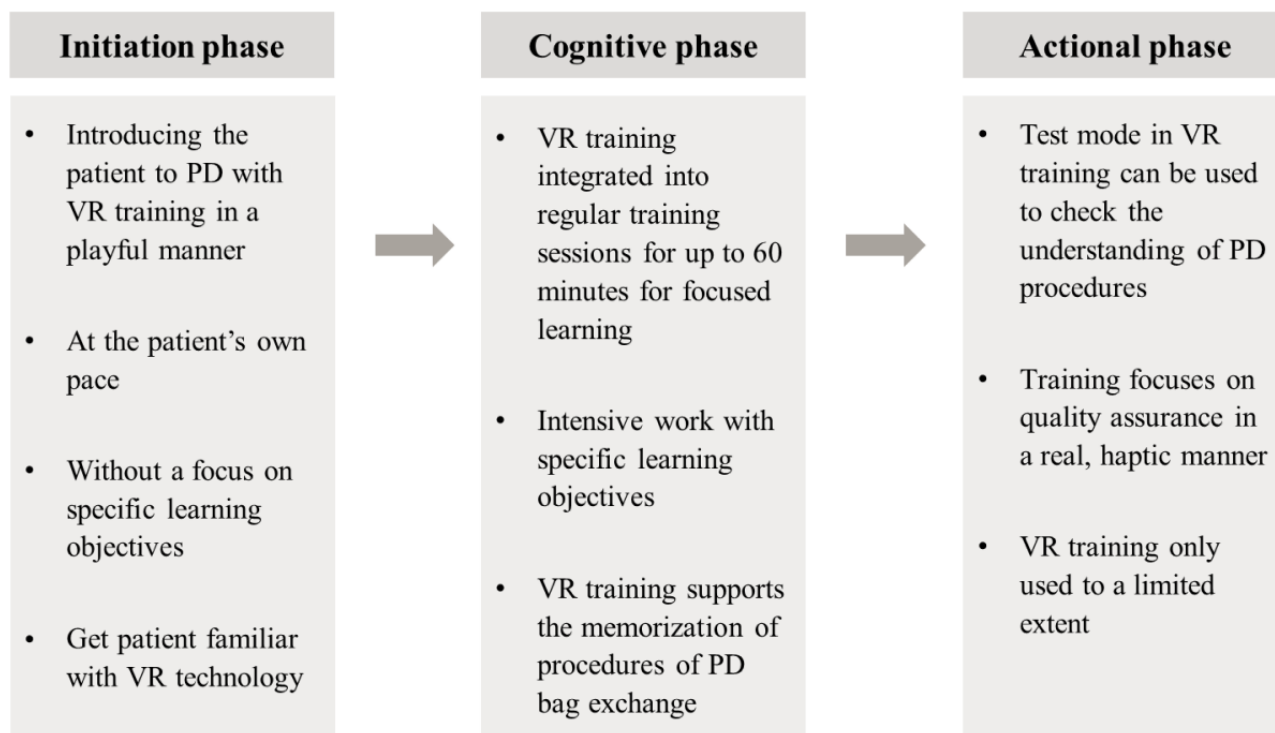 Initiation phase
• Introducing the
patient to PD with
VR training in a
playful manner
• At the patient’s own
pace
• Without a focus on
specific learning
objectives
• Get patient familiar
with VR technology
Cognitive phase
• VR training
integrated into
regular training
sessions for up to 60
minutes for focused
learning
• Intensive work with
specific learning
objectives
• VR training supports
the memorization of
procedures of PD
bag exchange
Actional phase
• Test mode in VR
training can be used
to check the
understanding of PD
procedures
• Training focuses on
quality assurance in
a real, haptic manner
• VR training only
used to a limited
extent